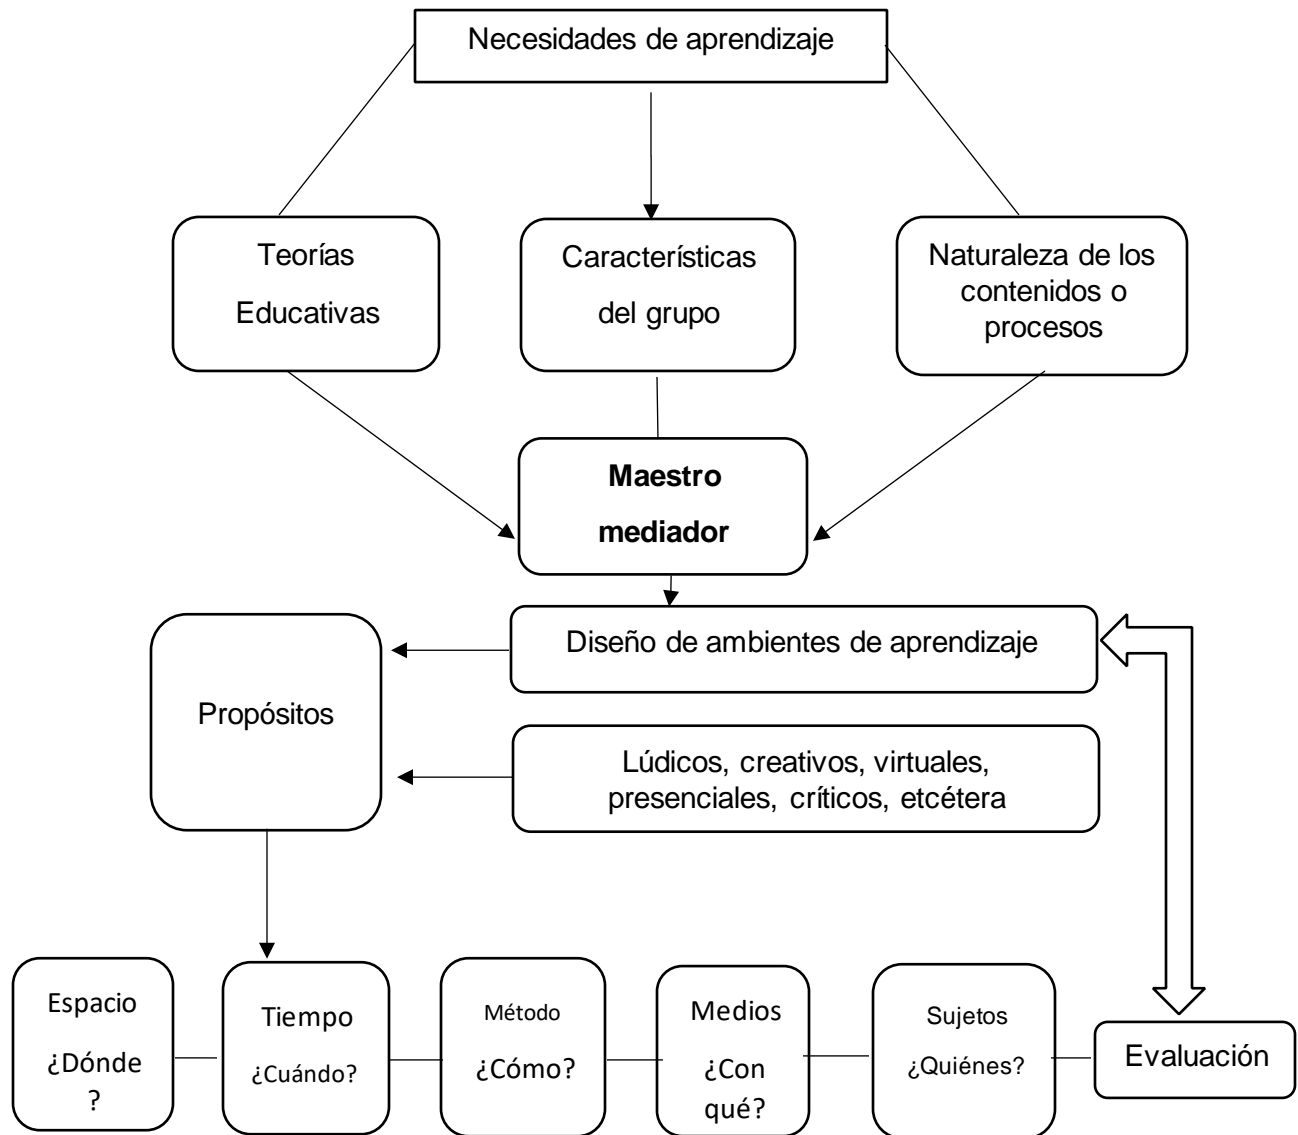 Necesidades de aprendizaje
Teorías
Educativas
Característícas
del grupo
Naturaleza de los
contenidos o
procesos
Maestro
mediador
Diseño de ambientes de aprendizaje
Propósitos
Lúdicos, creativos, virtuales,
presenciales, críticos, etcétera
Espacio
¿Dónde
?
Tiempo
¿Cuándo?
Método
¿Cómo?
Medios
¿Con
qué?
Sujetos
¿Quiénes?
Evaluación